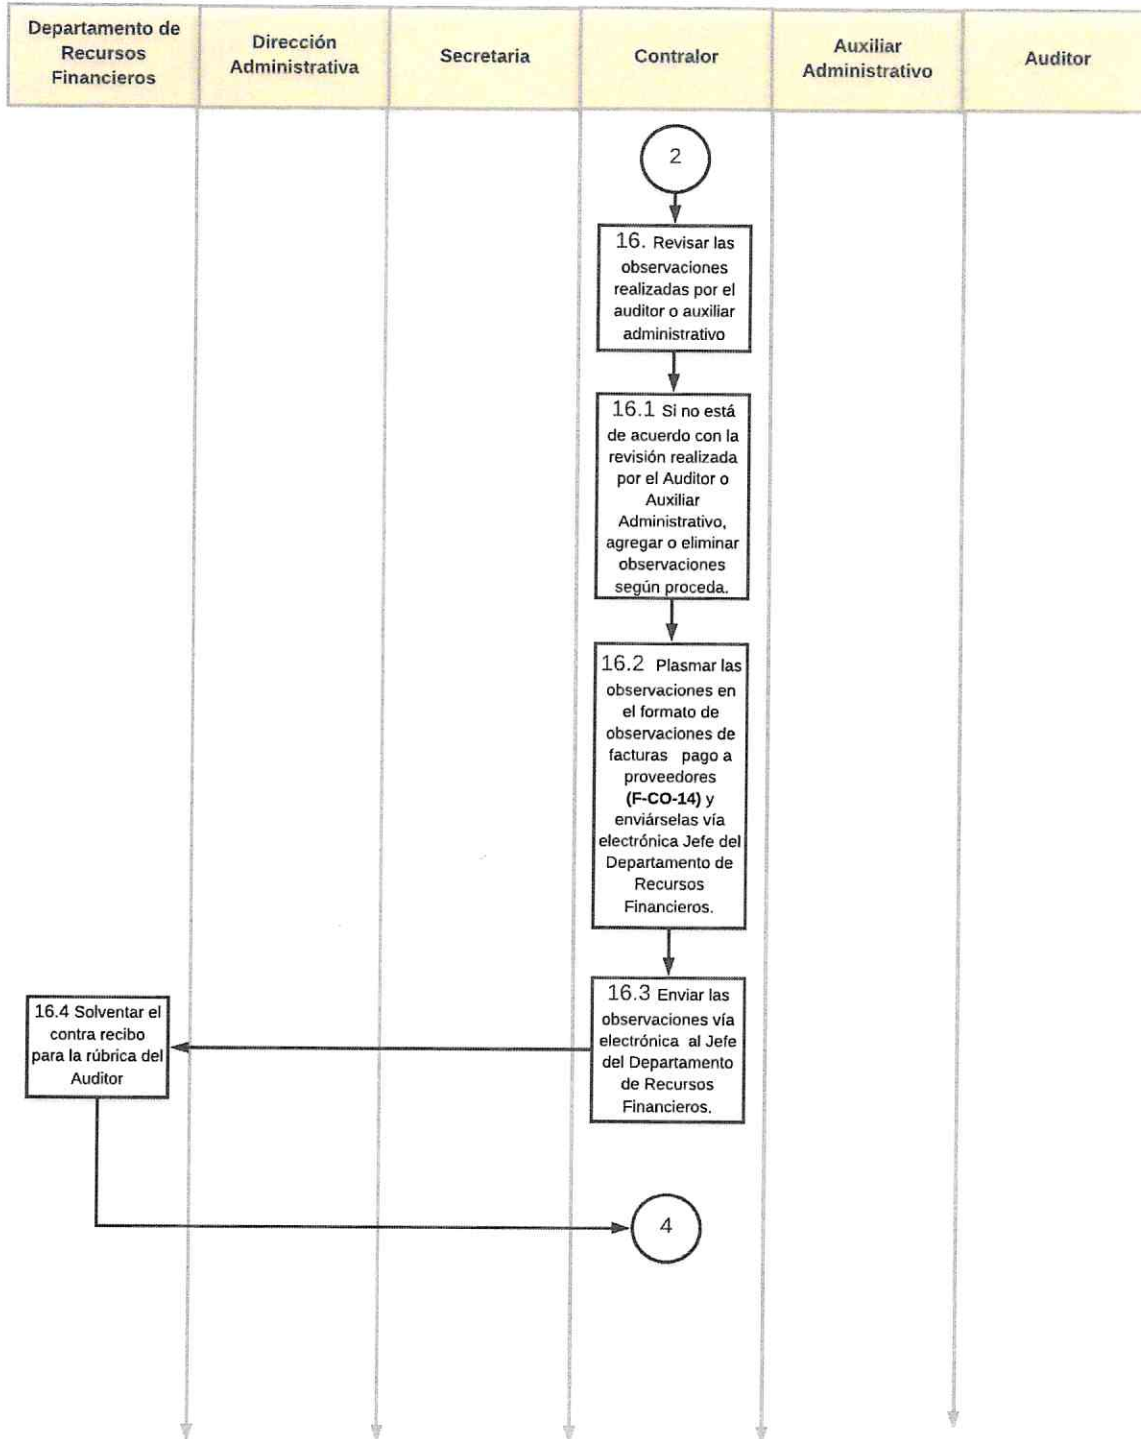 Departamento de
Recursos
Financieros
Dirección
Administrativa
Secretaria
Contralor
Auxiliar
Administrativo
Auditor
2
16. Revisar las
observaciones
realizadas por el
auditor o auxiliar
administrativo
16.1 Si no está
de acuerdo con la
revisión realizada
por el Auditor o
Auxiliar
Administrativo,
agregar o eliminar
observaciones
según proceda.
16.2 Plasmar las
observaciones en
el formato de
observaciones de
facturas pago a
proveedores
(F-CO-14) y
enviárselas vía
electrónica Jefe del
Departamento de
Recursos
Financieros.
16.3 Enviar las
observaciones vía
electrónica al Jefe
del Departamento
de Recursos
Financieros.
16.4 Solventar el
contra recibo
para la rúbrica del
Auditor
4